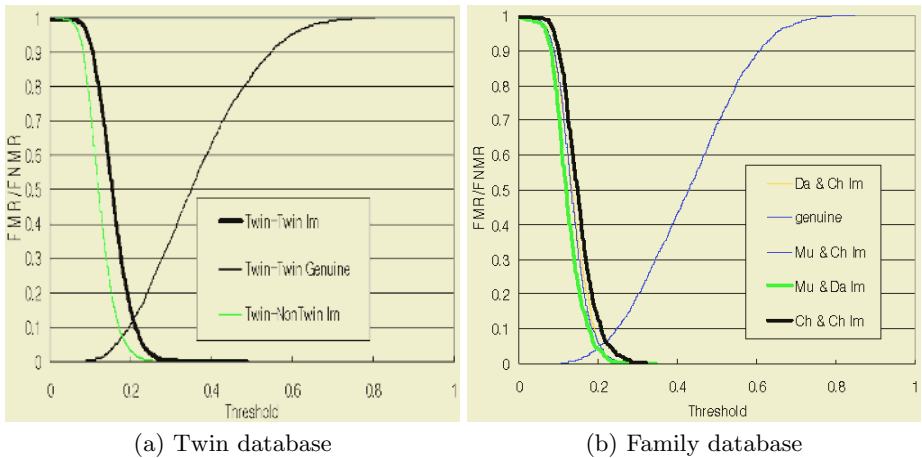 1
0.9
0.8
0.7
0.6
0.5
0.4
0.3
0.2
0.1
0
FMR/FNMR
Twin-Twin Im
Twin-Twin Genuine
Twin-NonTwin Im
0 0.2 0.4 0.6 0.8 1
Threshold
(a) Twin database
1
0.9
0.8
0.7
0.6
0.5
0.4
0.3
0.2
0.1
0
FMR/FNMR
Da & Ch Im
genuine
Mu & Ch Im
Mu & Da Im
Ch & Ch Im
0 0.2 0.4 0.6 0.8 1
Threshold
(b) Family database